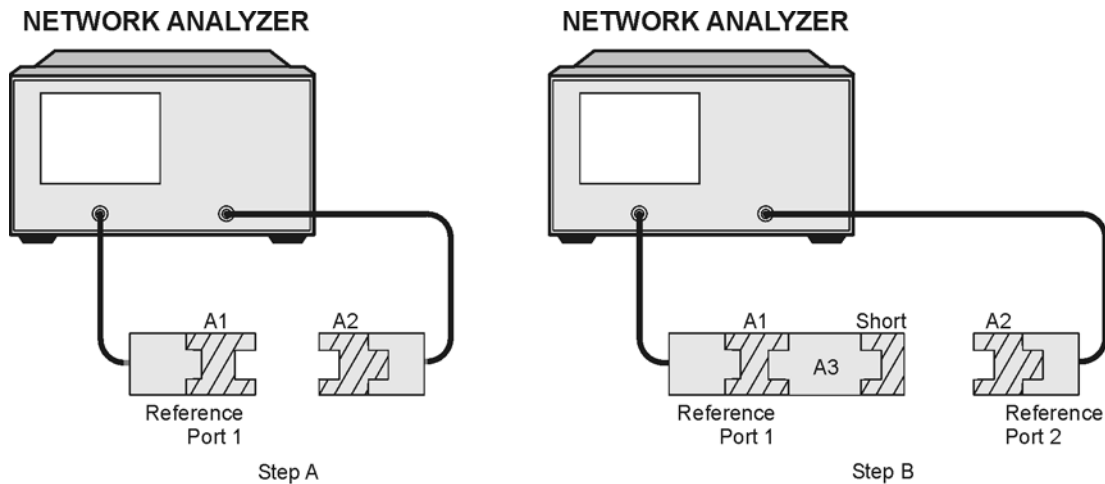 NETWORK ANALYZER
A1
A2
Reference
Port 1
Step A
NETWORK ANALYZER
A1
Short
A2
A3
Reference
Port 1
Reference
Port 2
Step B